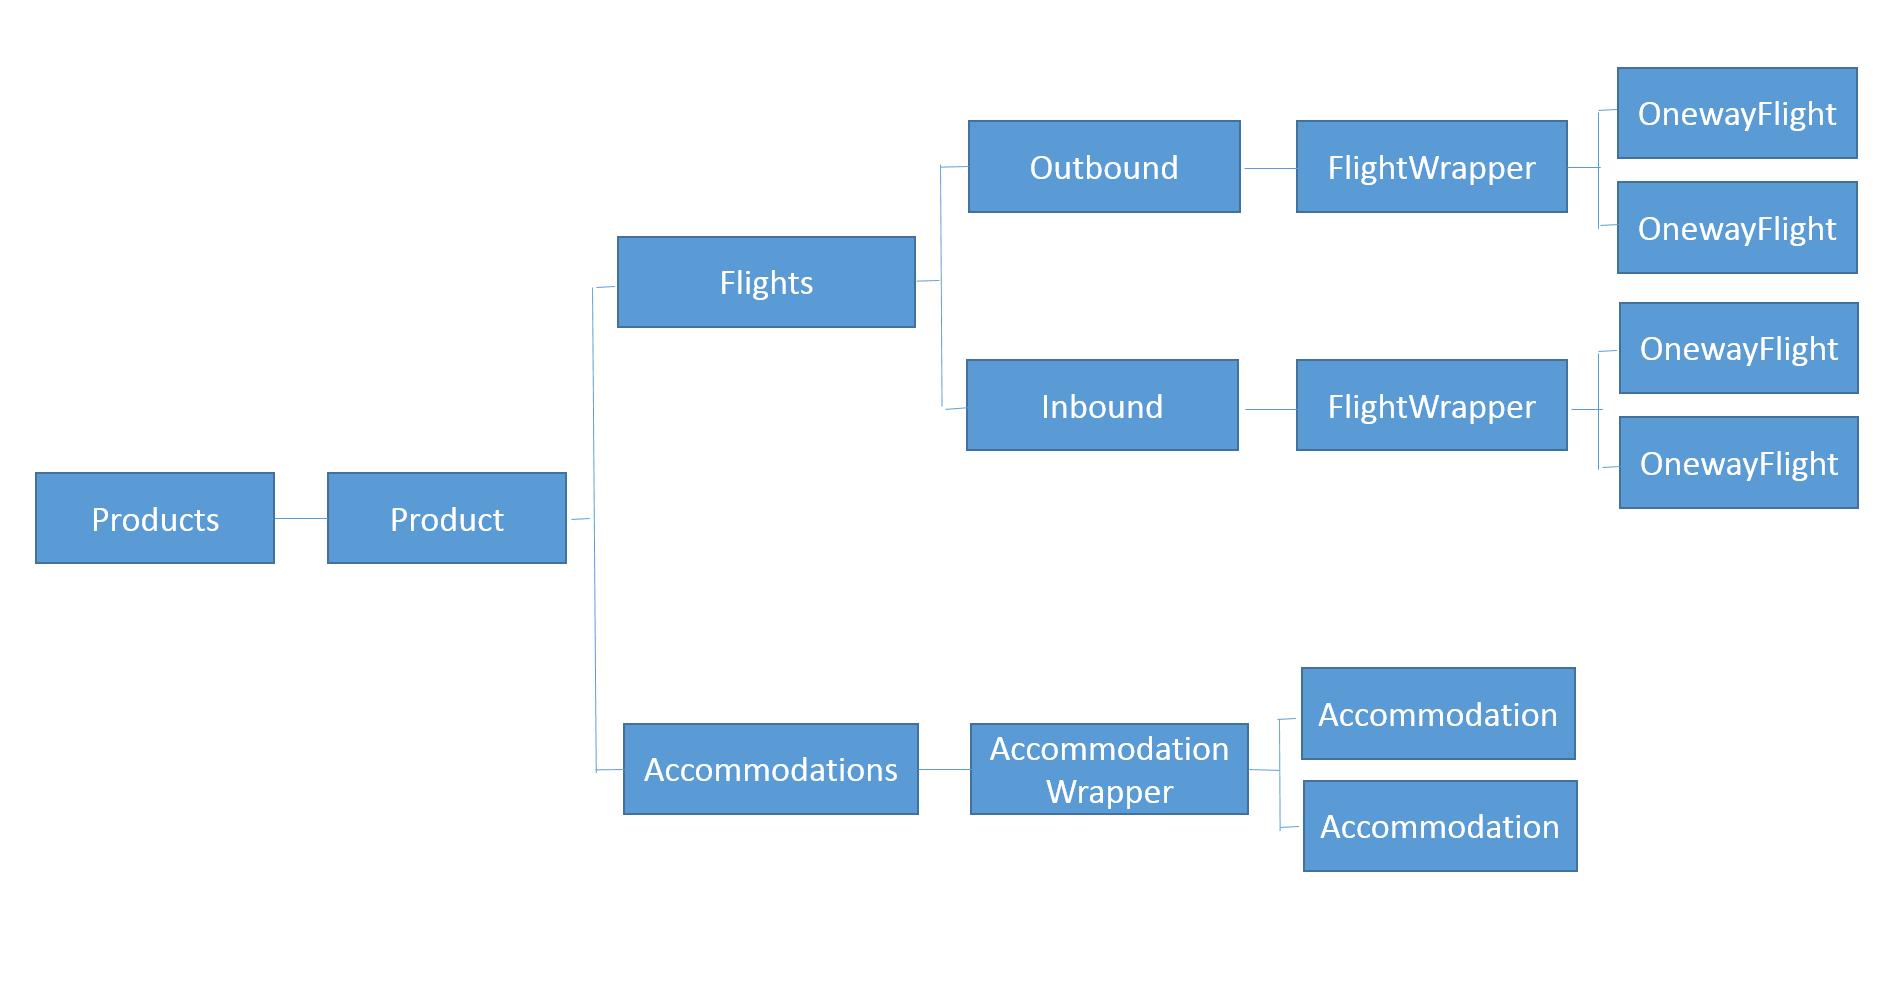 OnewayFlight
Outbound
FlightWrapper
OnewayFlight
Flights
OnewayFlight
Inbound
FlightWrapper
OnewayFlight
Products
Product
Accommodation
Accommodations
Accommodation
Wrapper
Accommodation